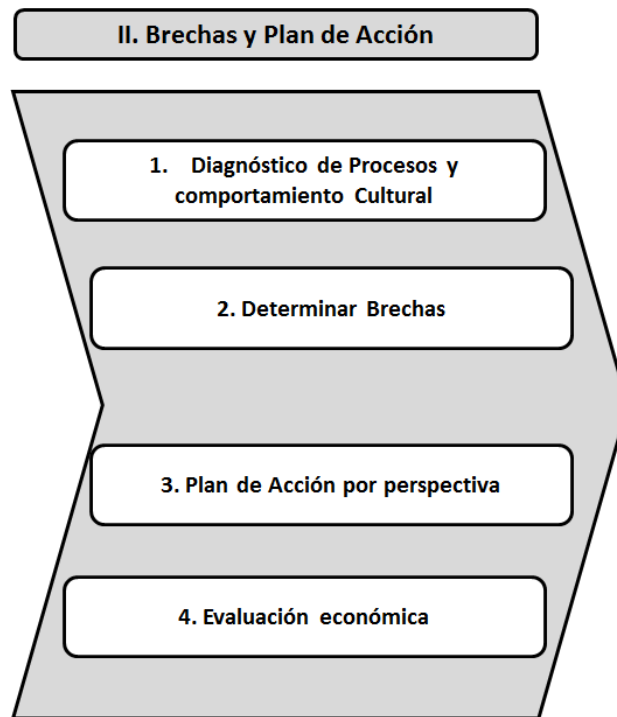 II. Brechas y Plan de Acción
1. Diagnóstico de Procesos y
comportamiento Cultural
2. Determinar Brechas
3. Plan de Acción por perspectiva
4. Evaluación económica